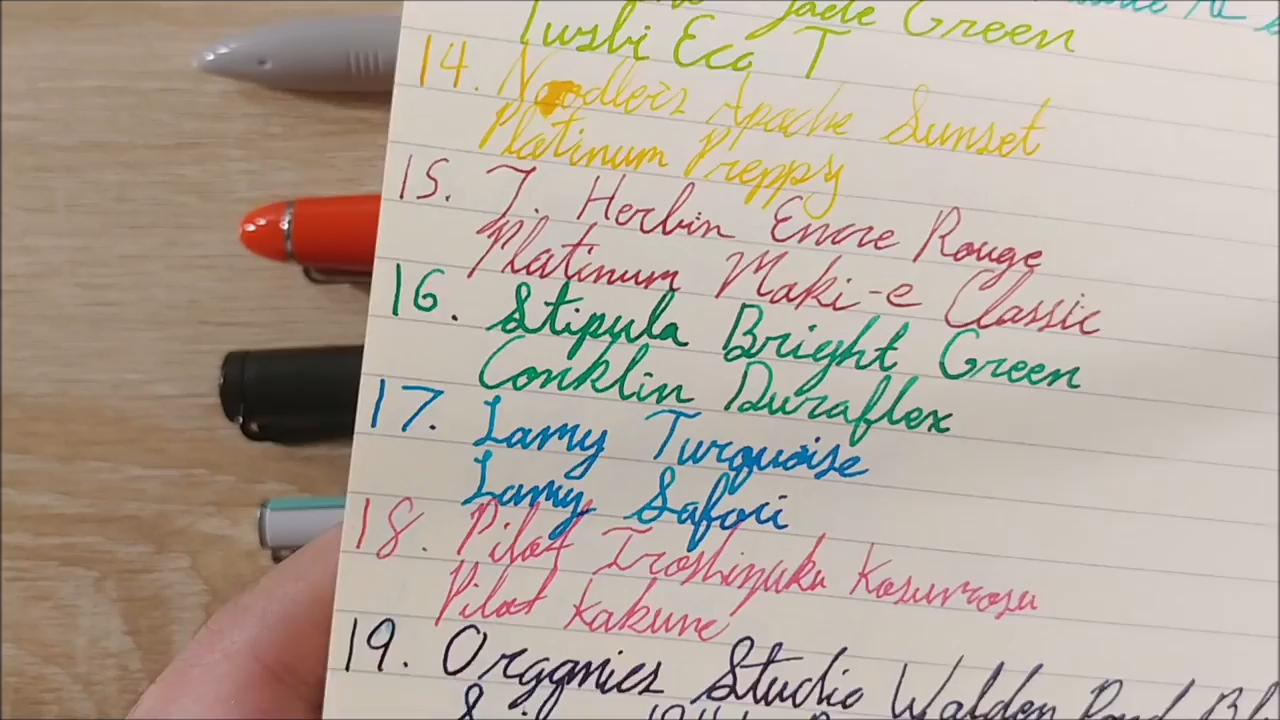 Jade Green
Twsbi Eco T
14. Noodlers Apache Sunset
Platinum Preppy
15. J. Herbin Encre Rouge
Platinum Maki-e Classic
16. Stipula Bright Green
Conklin Duraflex
17. Lamy Turquoise
Lamy Safari
18. Pilot Iroshizuku Kosumosu
Pilot Kakuno
19. Organics Studio Walden Pond Bl